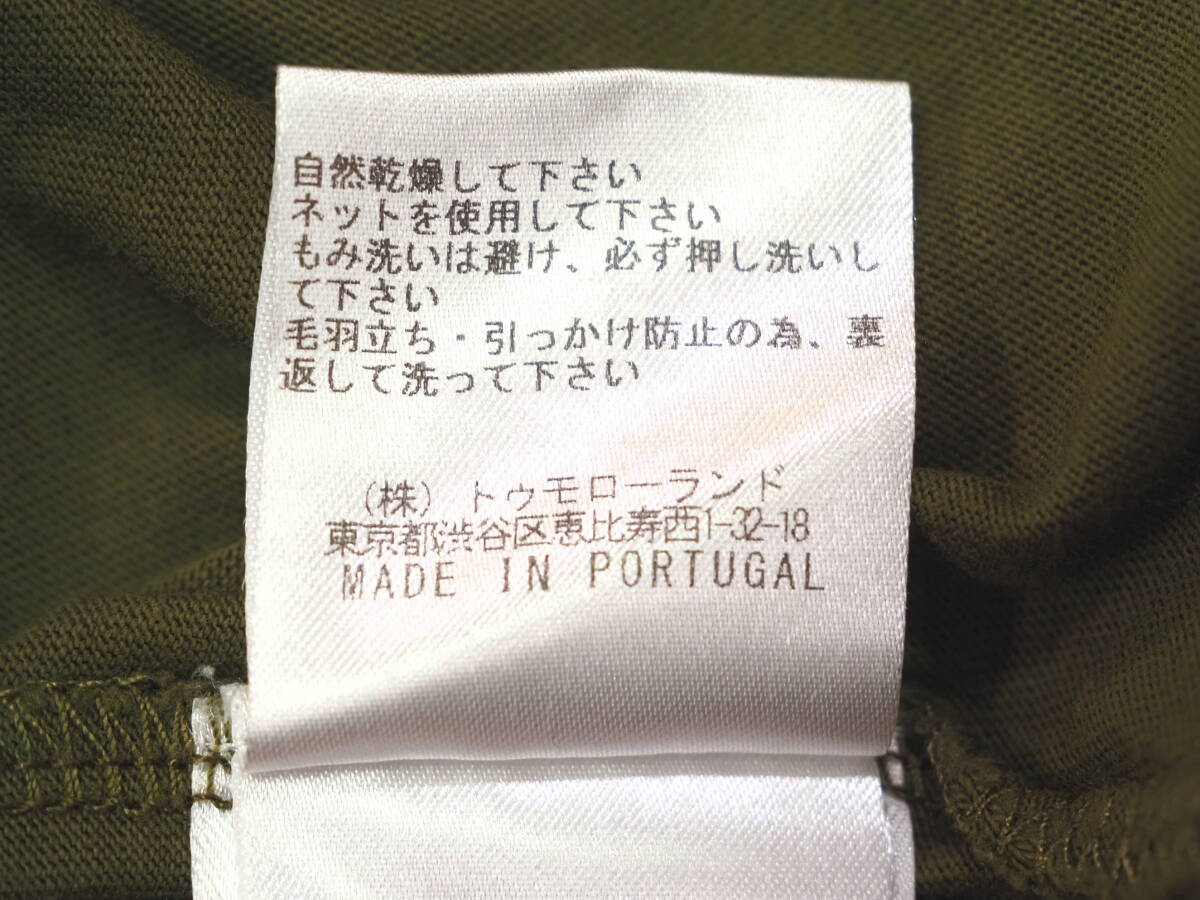 自然乾燥して下さい
ネットを使用して下さい
もみ洗いは避け、必ず押し洗いし
て下さい
毛羽立ち・引っかけ防止の為、裏
返して洗って下さい
(株) トゥモローランド
東京都渋谷区恵比寿西1-32-18
MADE IN PORTUGAL